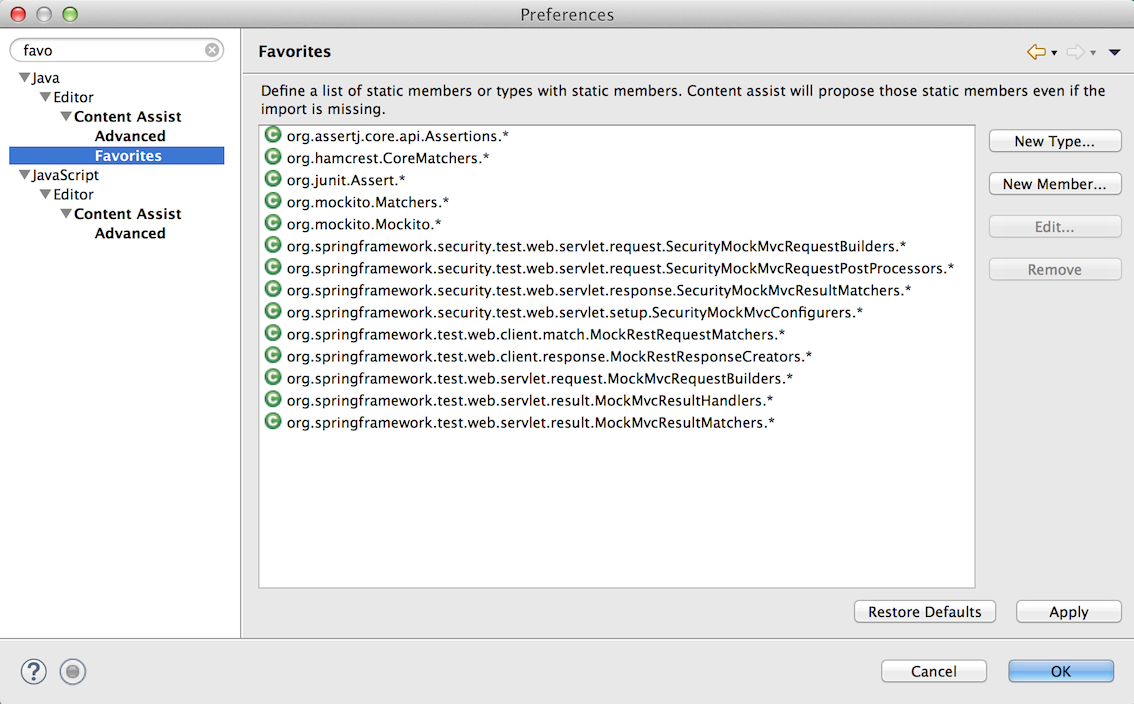 Preferences
favo
Java
Editor
Content Assist
Advanced
Favorites
JavaScript
Editor
Content Assist
Advanced
Favorites
Define a list of static members or types with static members. Content assist will propose those static members even if the
import is missing.
C org.assertj.core.api.Assertions.*
C org.hamcrest.CoreMatchers.*
C org.junit.Assert.*
C org.mockito.Matchers.*
C org.mockito.Mockito.*
C org.springframework.security.test.web.servlet.request.SecurityMockMvcRequestBuilders.*
C org.springframework.security.test.web.servlet.request.SecurityMockMvcRequestPostProcessors.*
C org.springframework.security.test.web.servlet.response.SecurityMockMvcResultMatchers.*
C org.springframework.security.test.web.servlet.setup.SecurityMockMvcConfigurers.*
C org.springframework.test.web.client.match.MockRestRequestMatchers.*
C org.springframework.test.web.client.response.MockRestResponseCreators.*
C org.springframework.test.web.servlet.request.MockMvcRequestBuilders.*
C org.springframework.test.web.servlet.result.MockMvcResultHandlers.*
C org.springframework.test.web.servlet.result.MockMvcResultMatchers.*
New Type...
New Member...
Edit...
Remove
Restore Defaults
Apply
?
Cancel
OK